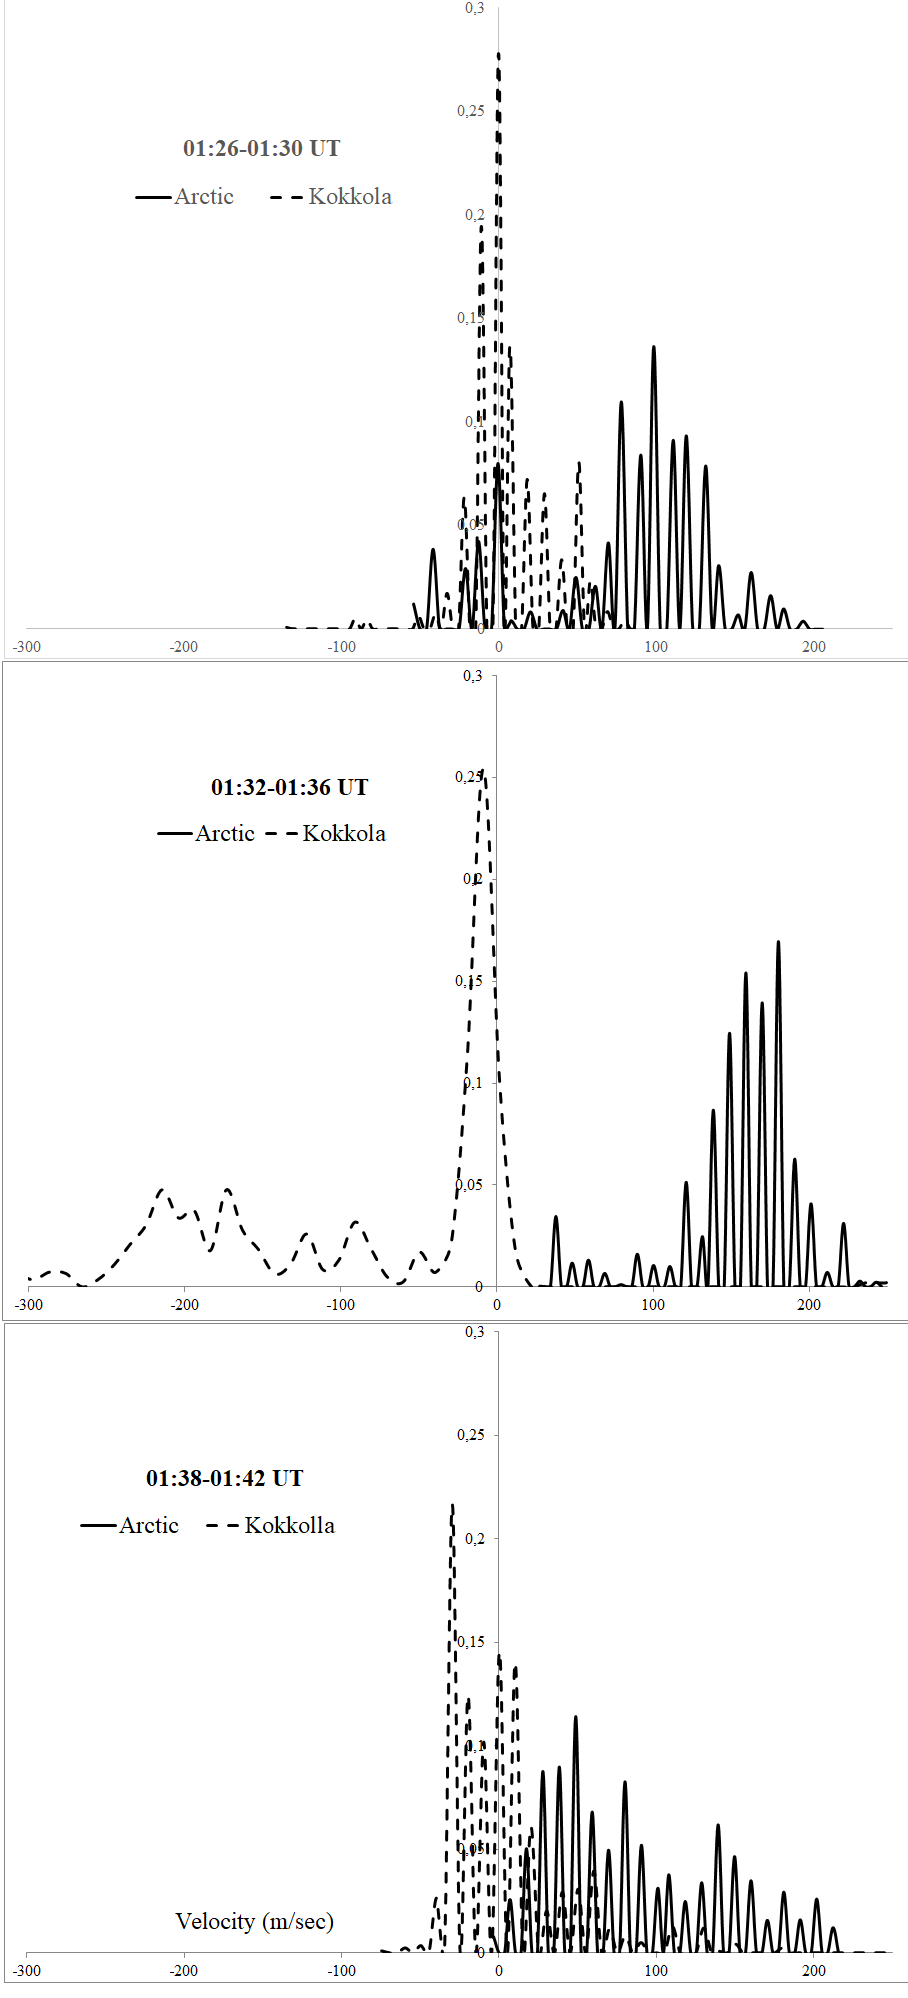 0,3
0,25
01:26-01:30 UT
Arctic Kokkola
0,2
0,15
0,1
0,05
0
-300 -200 -100 0 100 200
0,3
0,25
01:32-01:36 UT
Arctic Kokkola
0,2
0,15
0,1
0,05
0
-300 -200 -100 0 100 200
0,3
0,25
01:38-01:42 UT
Arctic Kokkolla
0,2
0,15
0,1
0,05
Velocity (m/sec)
0
-300 -200 -100 0 100 200